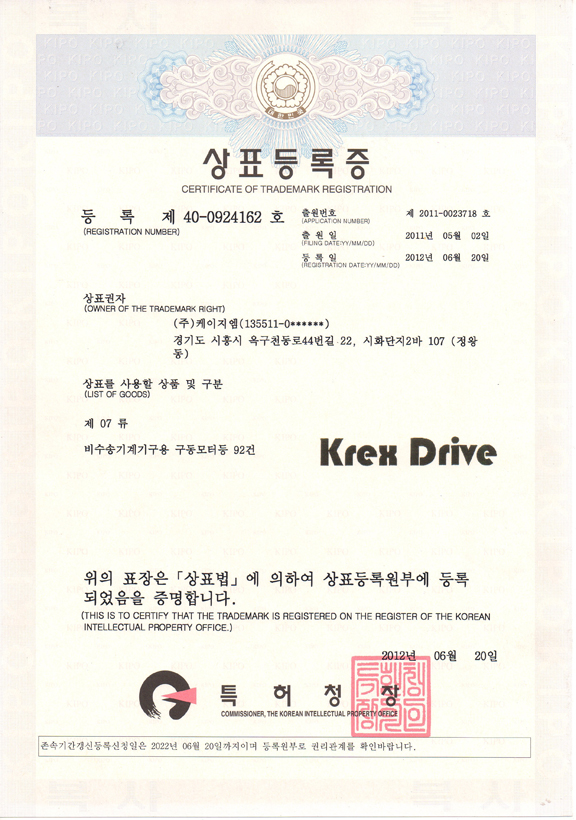 대한민국
상표등록증
CERTIFICATE OF TRADEMARK REGISTRATION
등 록 제 40-0924162 호
(REGISTRATION NUMBER)
출원번호 제 2011-0023718 호
(APPLICATION NUMBER)
출 원 일 2011년 05월 02일
(FILING DATE:YY/MM/DD)
등 록 일 2012년 06월 20일
(REGISTRATION DATE:YY/MM/DD)
상표권자
(OWNER OF THE TRADEMARK RIGHT)
(주)케이지엠(135511-0******)
경기도 시흥시 옥구천동로44번길 22, 시화단지2바 107 (정왕
동)
상표를 사용할 상품 및 구분
(LIST OF GOODS)
제 07 류
비수송기계기구용 구동모터등 92건
Krex Drive
위의 표장은 「상표법」에 의하여 상표등록원부에 등록
되었음을 증명합니다.
(THIS IS TO CERTIFY THAT THE TRADEMARK IS REGISTERED ON THE REGISTER OF THE KOREAN
INTELLECTUAL PROPERTY OFFICE.)
2012년 06월 20일
특 허 청 장
COMMISSIONER, THE KOREAN INTELLECTUAL PROPERTY OFFICE
존속기간갱신등록신청일은 2022년 06월 20일까지이며 등록원부로 권리관계를 확인바랍니다.